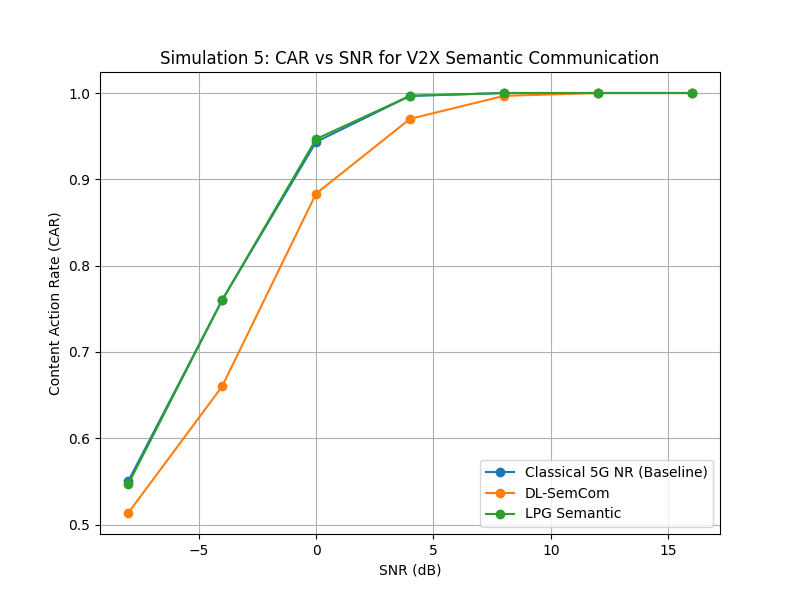 Simulation 5: CAR vs SNR for V2X Semantic Communication
Content Action Rate (CAR)
1.0
0.9
0.8
0.7
0.6
0.5
−5 0 5 10 15
SNR (dB)
Classical 5G NR (Baseline)
DL-SemCom
LPG Semantic